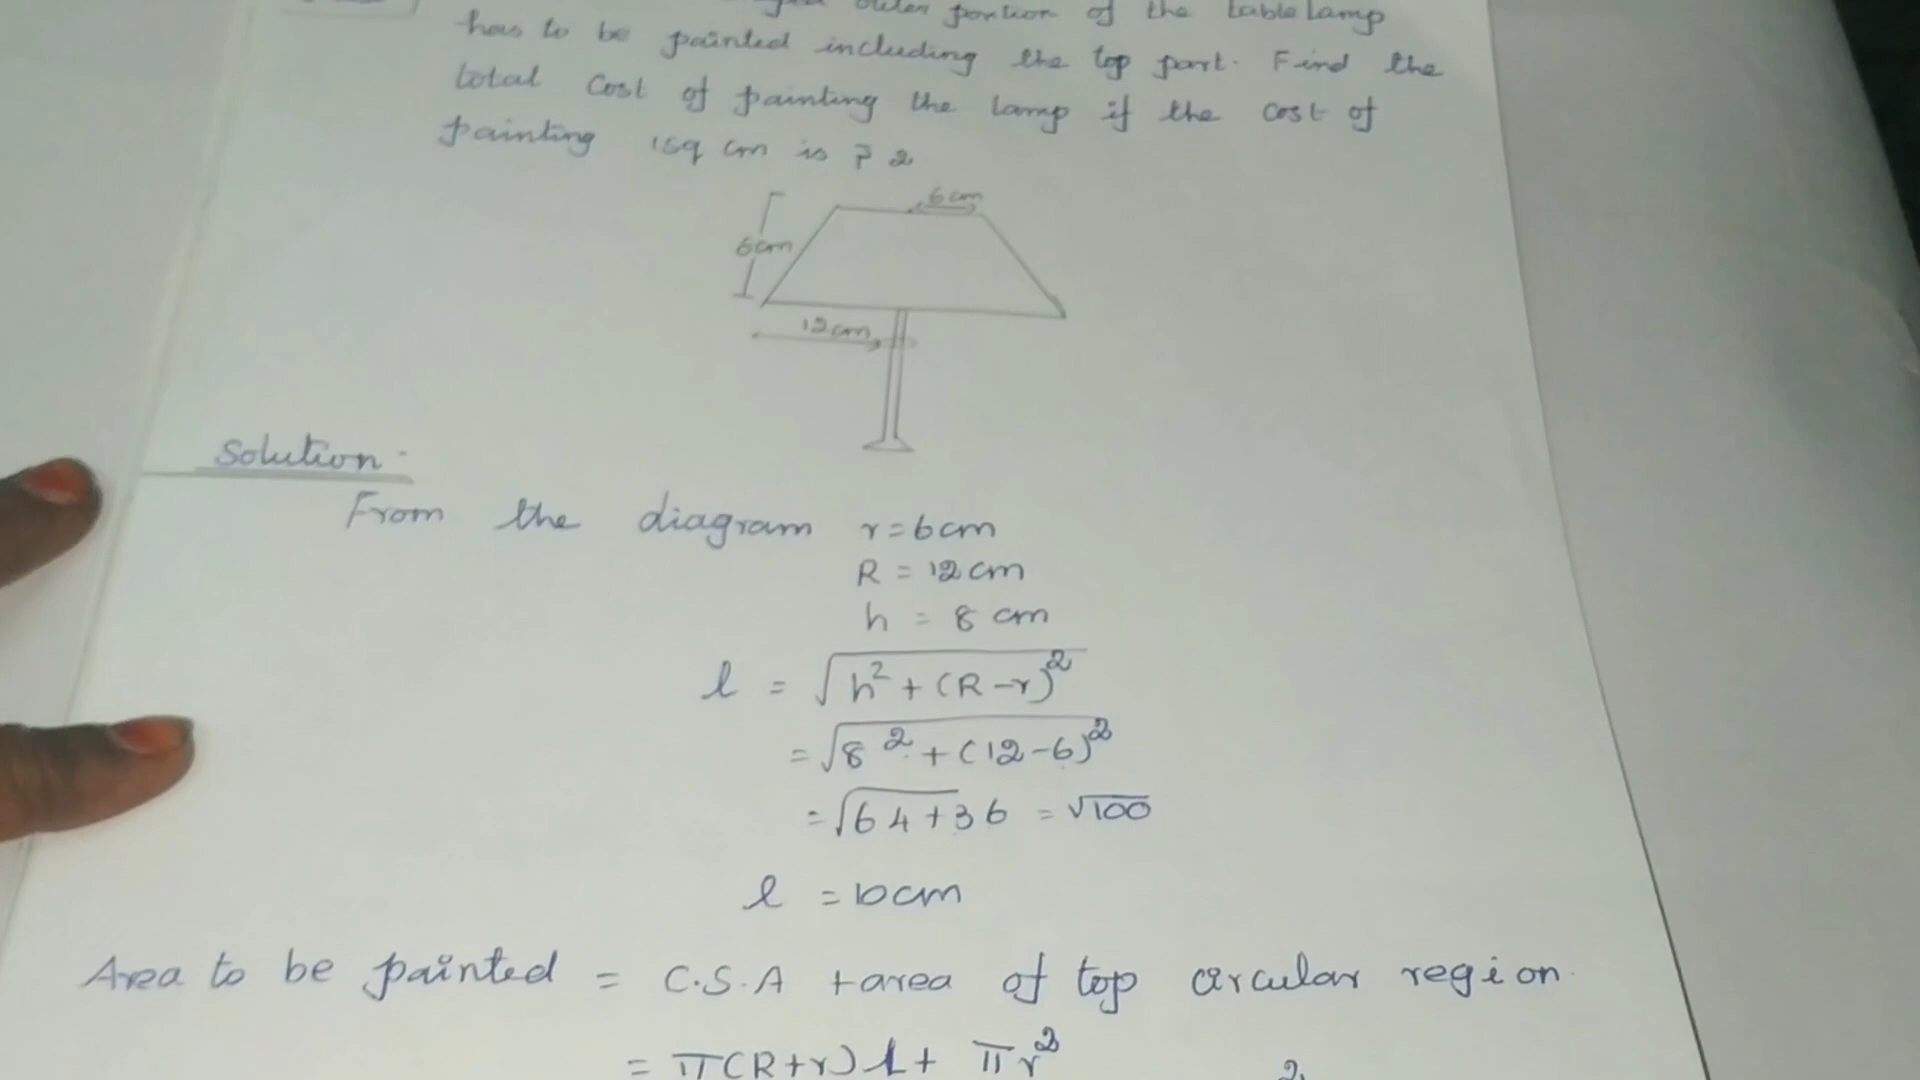 outer portion of the table lamp
has to be painted including the top part. Find the
total cost of painting the lamp if the cost of
painting 1sq cm is ₹ 2
6cm
6cm
12cm
Solution.
From the diagram r = 6cm
R = 12cm
h = 8 cm
l = √h² + (R-r)²
= √8² + (12-6)²
= √64+36 = √100
l = 10cm
Area to be painted = C.S.A + area of top circular region.
= π(R+r)l + πr²
2